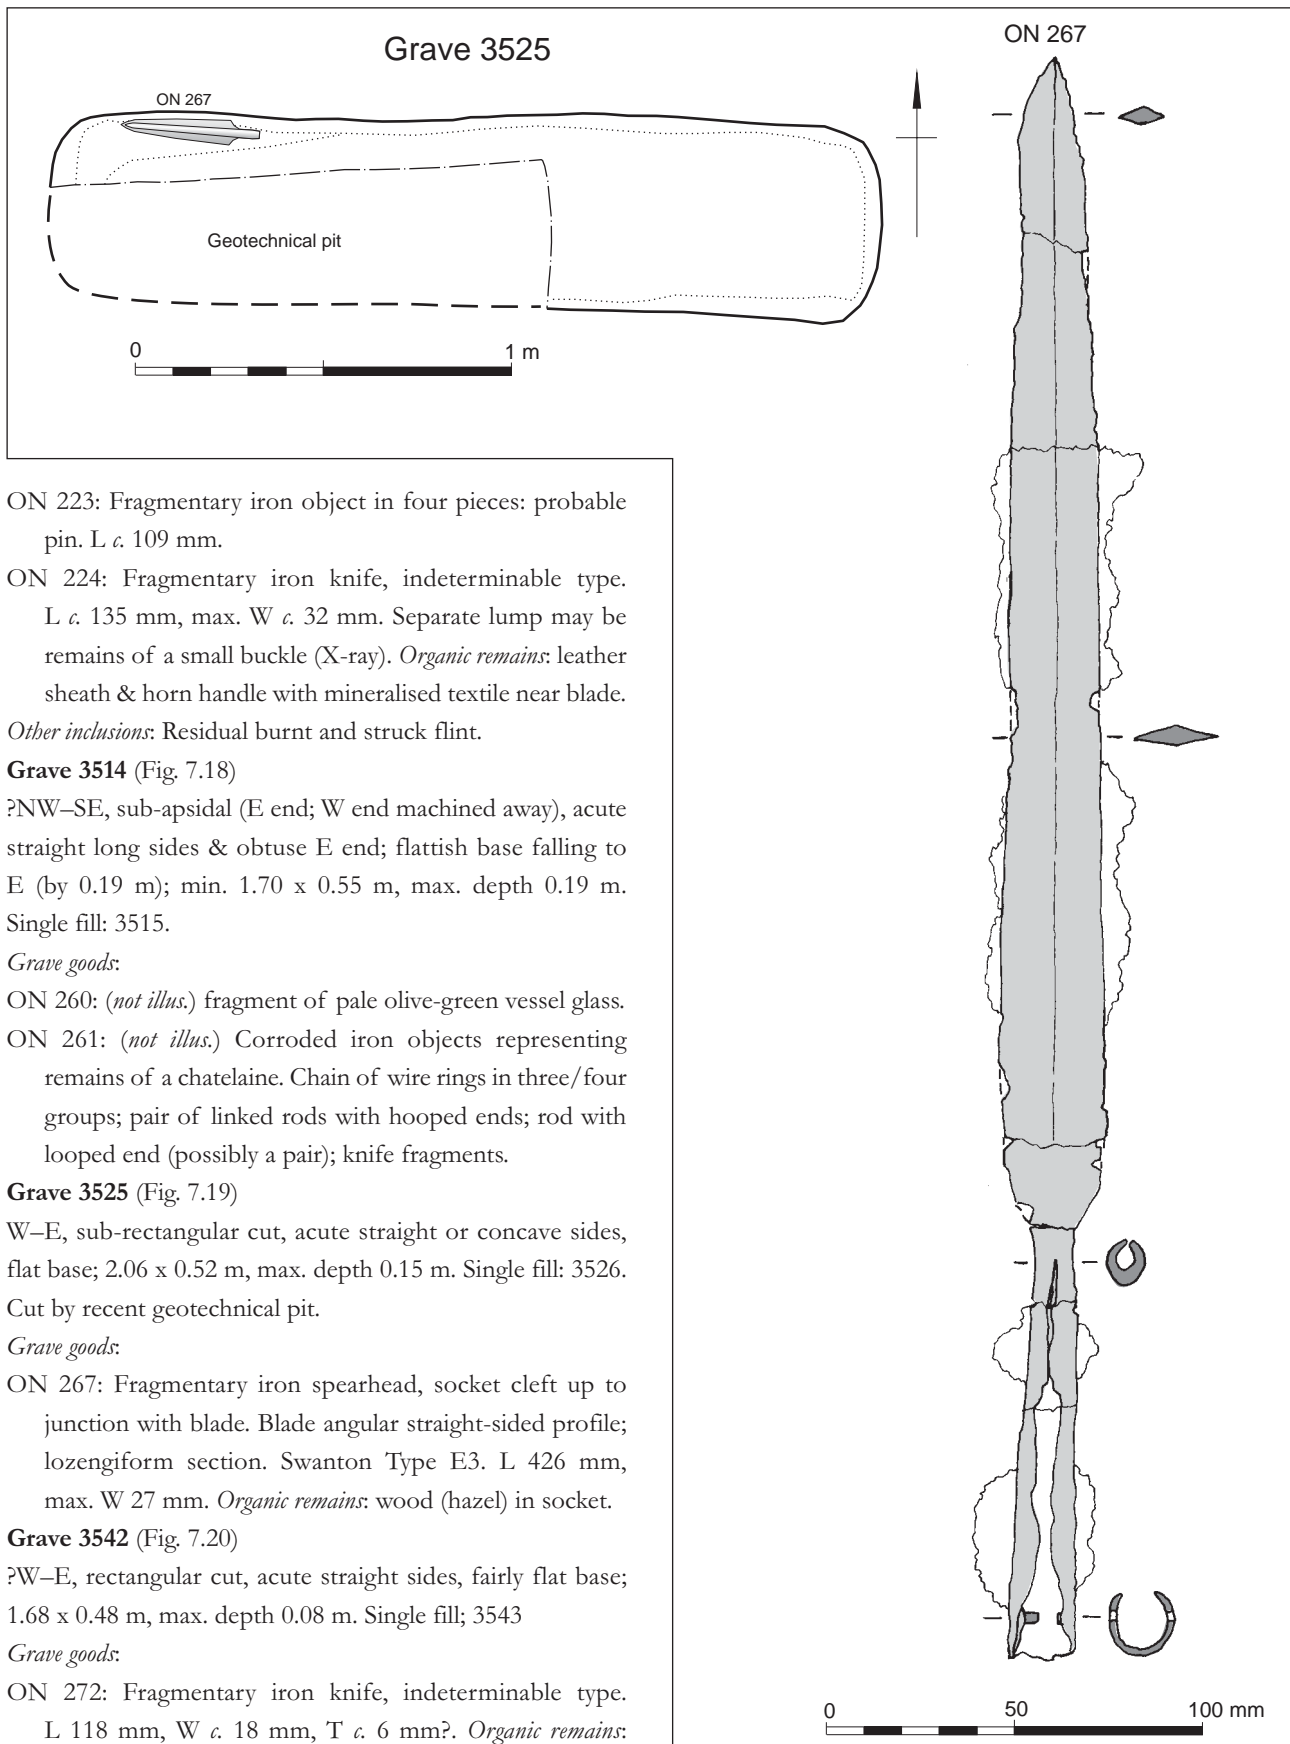 Grave 3525
ON 267
ON 267
Geotechnical pit
0 1 m
ON 223: Fragmentary iron object in four pieces: probable
pin. L c. 109 mm.
ON 224: Fragmentary iron knife, indeterminable type.
L c. 135 mm, max. W c. 32 mm. Separate lump may be
remains of a small buckle (X-ray). Organic remains: leather
sheath & horn handle with mineralised textile near blade.
Other inclusions: Residual burnt and struck flint.
Grave 3514 (Fig. 7.18)
?NW–SE, sub-apsidal (E end; W end machined away), acute
straight long sides & obtuse E end; flattish base falling to
E (by 0.19 m); min. 1.70 x 0.55 m, max. depth 0.19 m.
Single fill: 3515.
Grave goods:
ON 260: (not illus.) fragment of pale olive-green vessel glass.
ON 261: (not illus.) Corroded iron objects representing
remains of a chatelaine. Chain of wire rings in three/four
groups; pair of linked rods with hooped ends; rod with
looped end (possibly a pair); knife fragments.
Grave 3525 (Fig. 7.19)
W–E, sub-rectangular cut, acute straight or concave sides,
flat base; 2.06 x 0.52 m, max. depth 0.15 m. Single fill: 3526.
Cut by recent geotechnical pit.
Grave goods:
ON 267: Fragmentary iron spearhead, socket cleft up to
junction with blade. Blade angular straight-sided profile;
lozengiform section. Swanton Type E3. L 426 mm,
max. W 27 mm. Organic remains: wood (hazel) in socket.
Grave 3542 (Fig. 7.20)
?W–E, rectangular cut, acute straight sides, fairly flat base;
1.68 x 0.48 m, max. depth 0.08 m. Single fill; 3543
Grave goods:
ON 272: Fragmentary iron knife, indeterminable type.
L 118 mm, W c. 18 mm, T c. 6 mm?. Organic remains:
0 50 100 mm